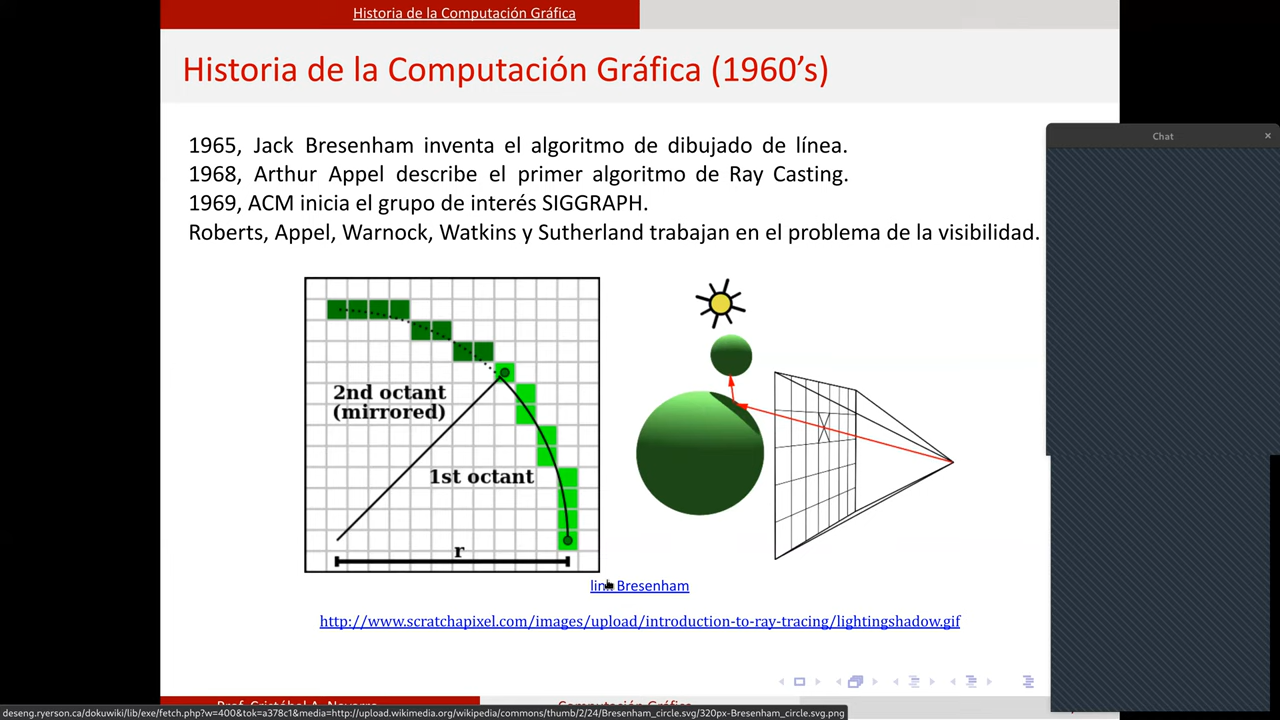 Historia de la Computación Gráfica
Historia de la Computación Gráfica (1960's)
1965, Jack Bresenham inventa el algoritmo de dibujado de línea.
1968, Arthur Appel describe el primer algoritmo de Ray Casting.
1969, ACM inicia el grupo de interés SIGGRAPH.
Roberts, Appel, Warnock, Watkins y Sutherland trabajan en el problema de la visibilidad.
Chat
2nd octant
(mirrored)
1st octant
r
link Bresenham
http://www.scratchapixel.com/images/upload/introduction-to-ray-tracing/lightingshadow.gif
Prof. Cristóbal A. Navarro
Computación Gráfica
deseng.ryerson.ca/dokuwiki/lib/exe/fetch.php?w=400&tok=a378c1&media=http://upload.wikimedia.org/wikipedia/commons/thumb/2/24/Bresenham_circle.svg/320px-Bresenham_circle.svg.png